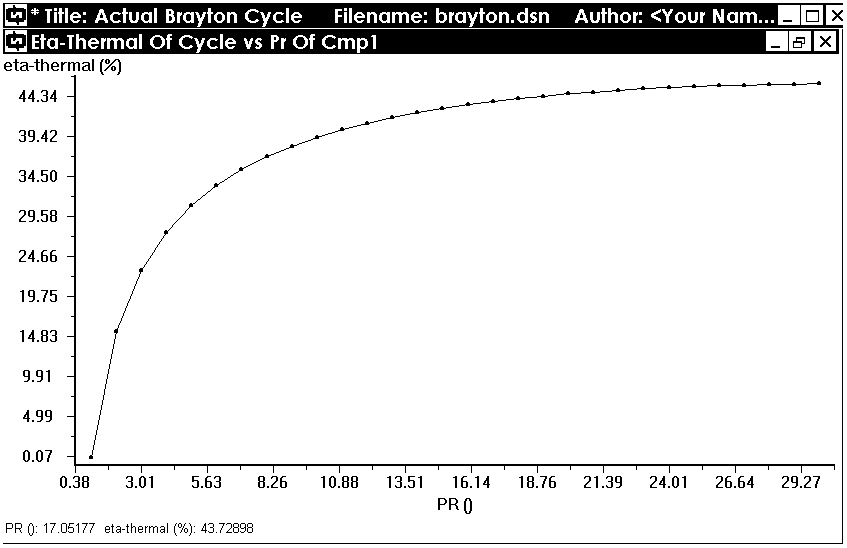 * Title: Actual Brayton Cycle Filename: brayton.dsn Author: <Your Nam...
Eta-Thermal Of Cycle vs Pr Of Cmp1
eta-thermal (%)
44.34
39.42
34.50
29.58
24.66
19.75
14.83
9.91
4.99
0.07
0.38 3.01 5.63 8.26 10.88 13.51 16.14 18.76 21.39 24.01 26.64 29.27
PR ()
PR (): 17.05177 eta-thermal (%): 43.72898